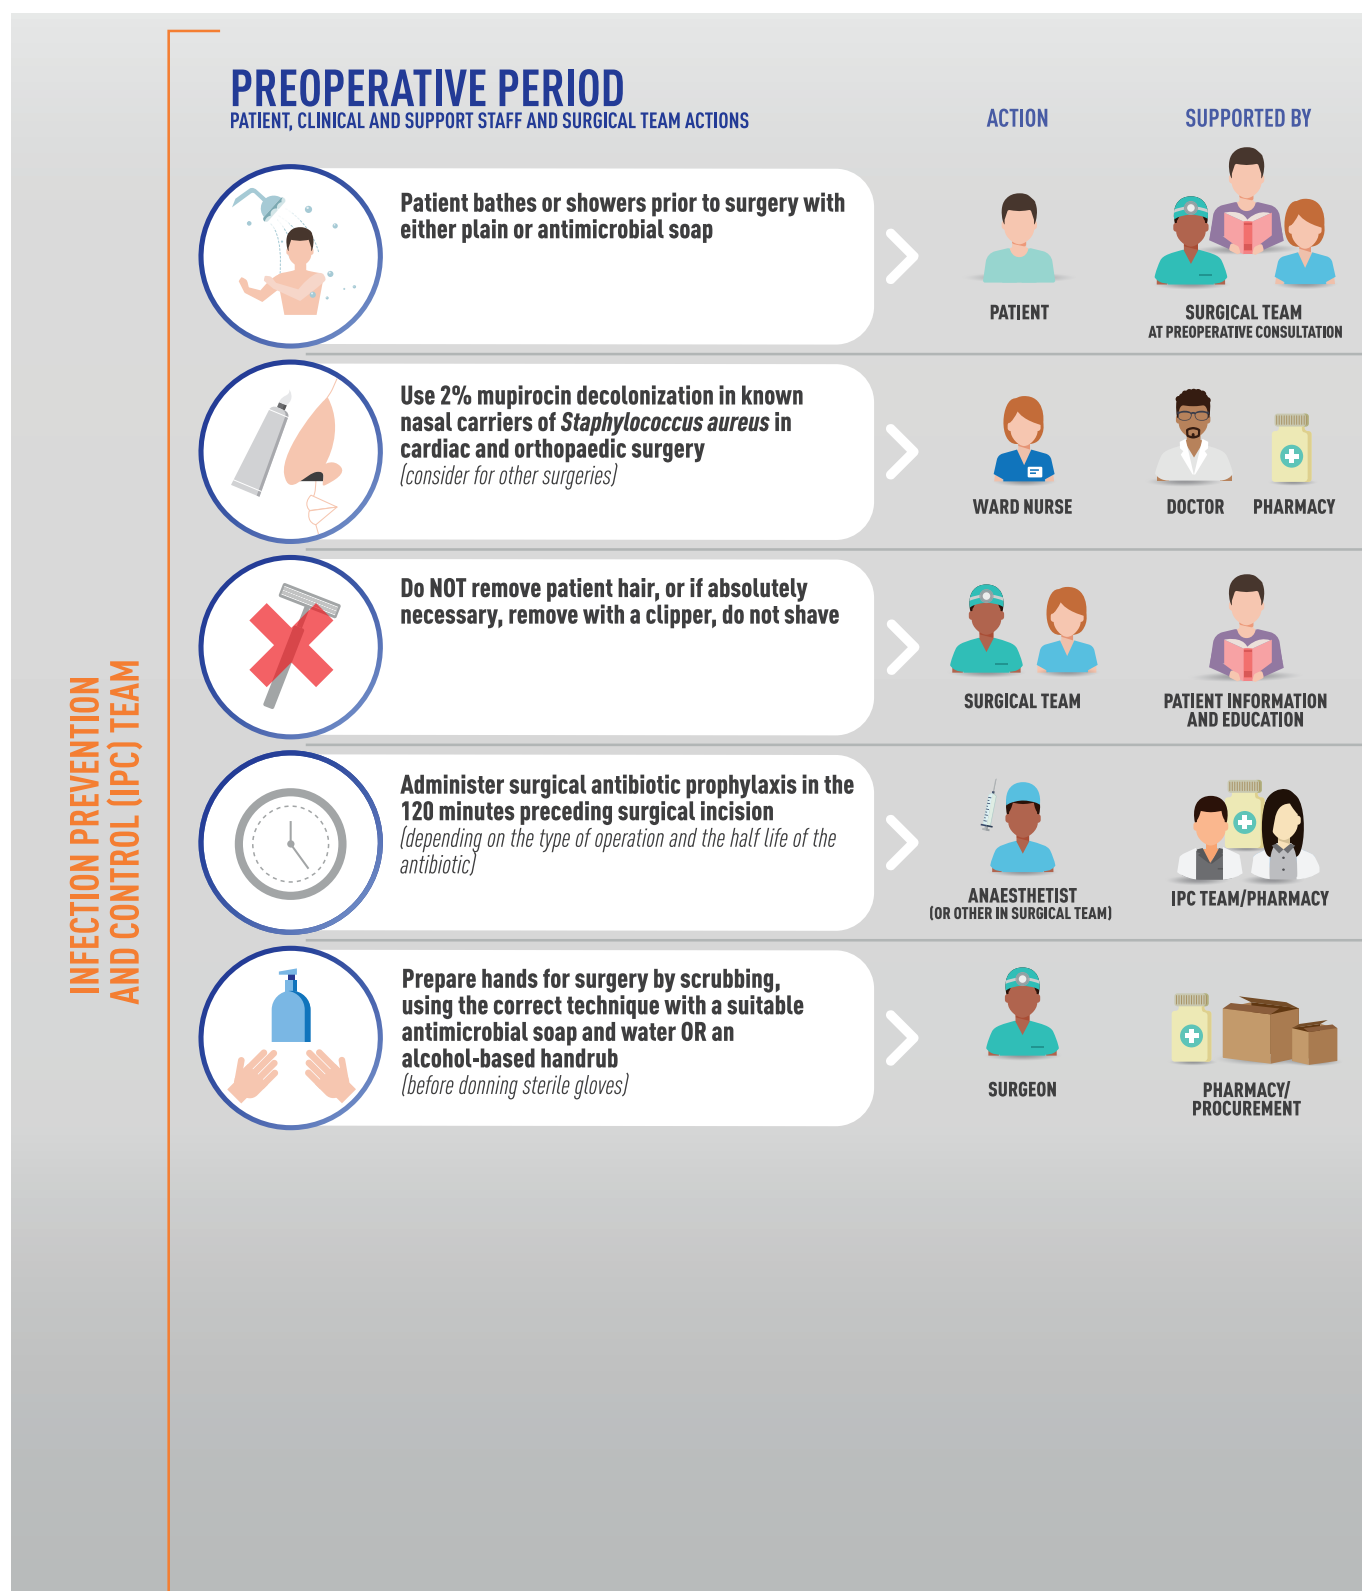 PREOPERATIVE PERIOD
PATIENT, CLINICAL AND SUPPORT STAFF AND SURGICAL TEAM ACTIONS
ACTION
SUPPORTED BY
Patient bathes or showers prior to surgery with
either plain or antimicrobial soap
PATIENT
SURGICAL TEAM
AT PREOPERATIVE CONSULTATION
Use 2% mupirocin decolonization in known
nasal carriers of Staphylococcus aureus in
cardiac and orthopaedic surgery
(consider for other surgeries)
WARD NURSE
DOCTOR
PHARMACY
Do NOT remove patient hair, or if absolutely
necessary, remove with a clipper, do not shave
SURGICAL TEAM
PATIENT INFORMATION
AND EDUCATION
Administer surgical antibiotic prophylaxis in the
120 minutes preceding surgical incision
(depending on the type of operation and the half life of the
antibiotic)
ANAESTHETIST
(OR OTHER IN SURGICAL TEAM)
IPC TEAM/PHARMACY
Prepare hands for surgery by scrubbing,
using the correct technique with a suitable
antimicrobial soap and water OR an
alcohol-based handrub
(before donning sterile gloves)
SURGEON
PHARMACY/
PROCUREMENT
INFECTION PREVENTION
AND CONTROL (IPC) TEAM